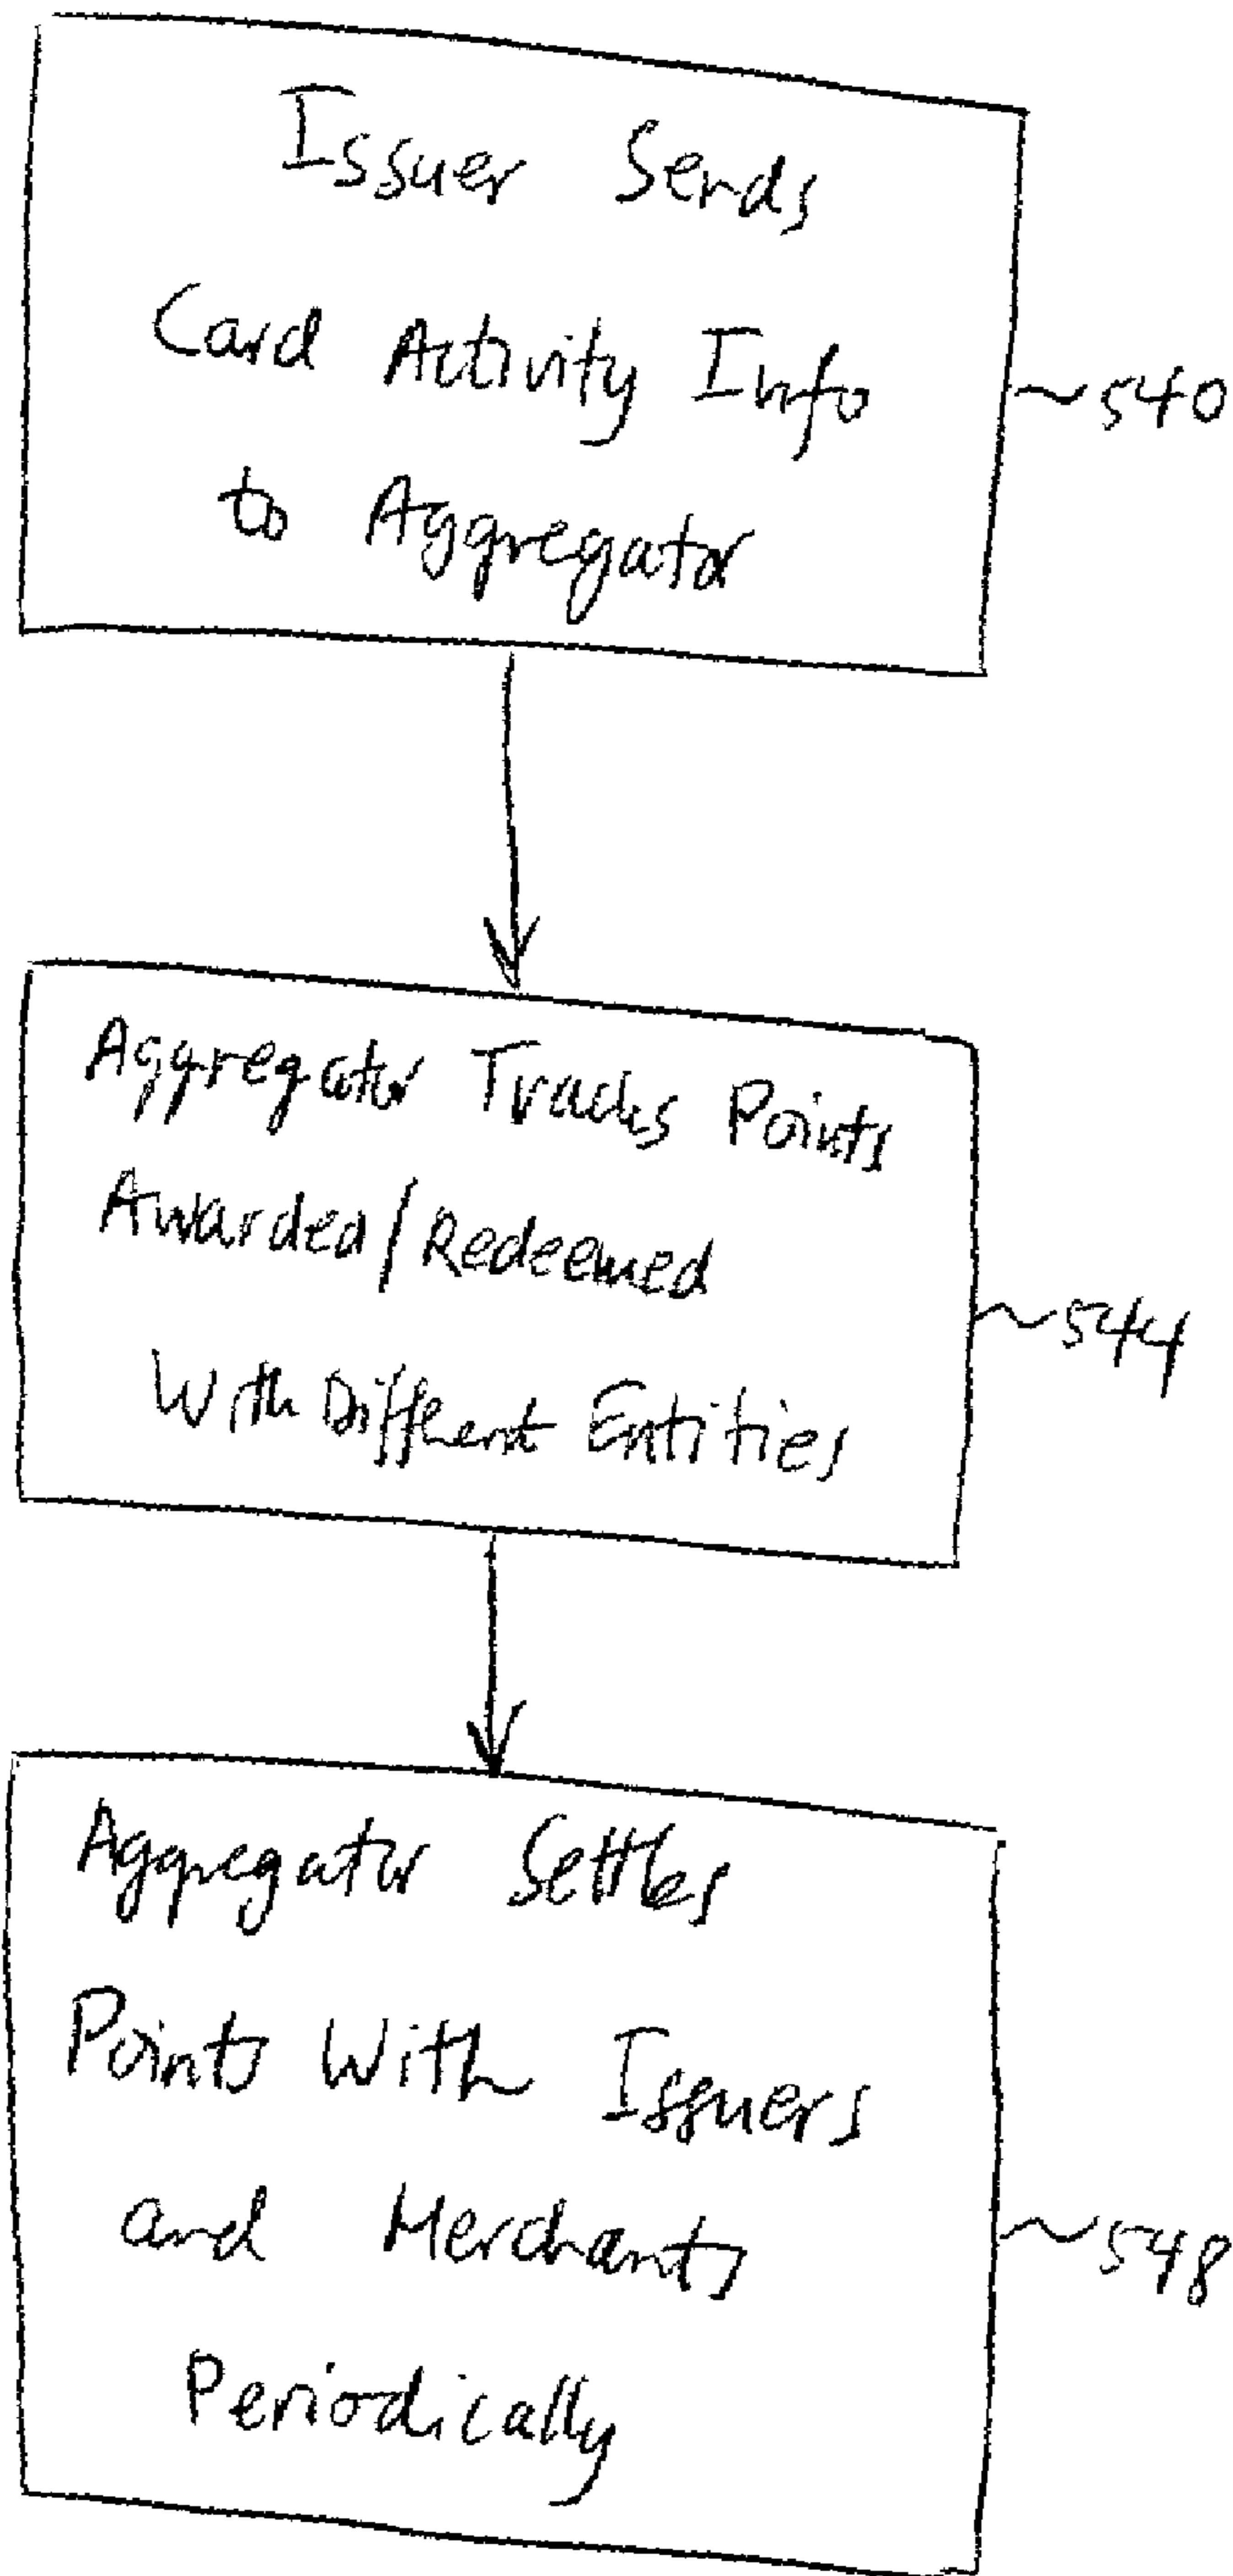 Issuer Sends
Card Activity Info
to Aggregator
~540
Aggregator Tracks Points
Awarded/Redeemed
With Different Entities
~544
Aggregator Settles
Points With Issuers
and Merchants
Periodically
~548